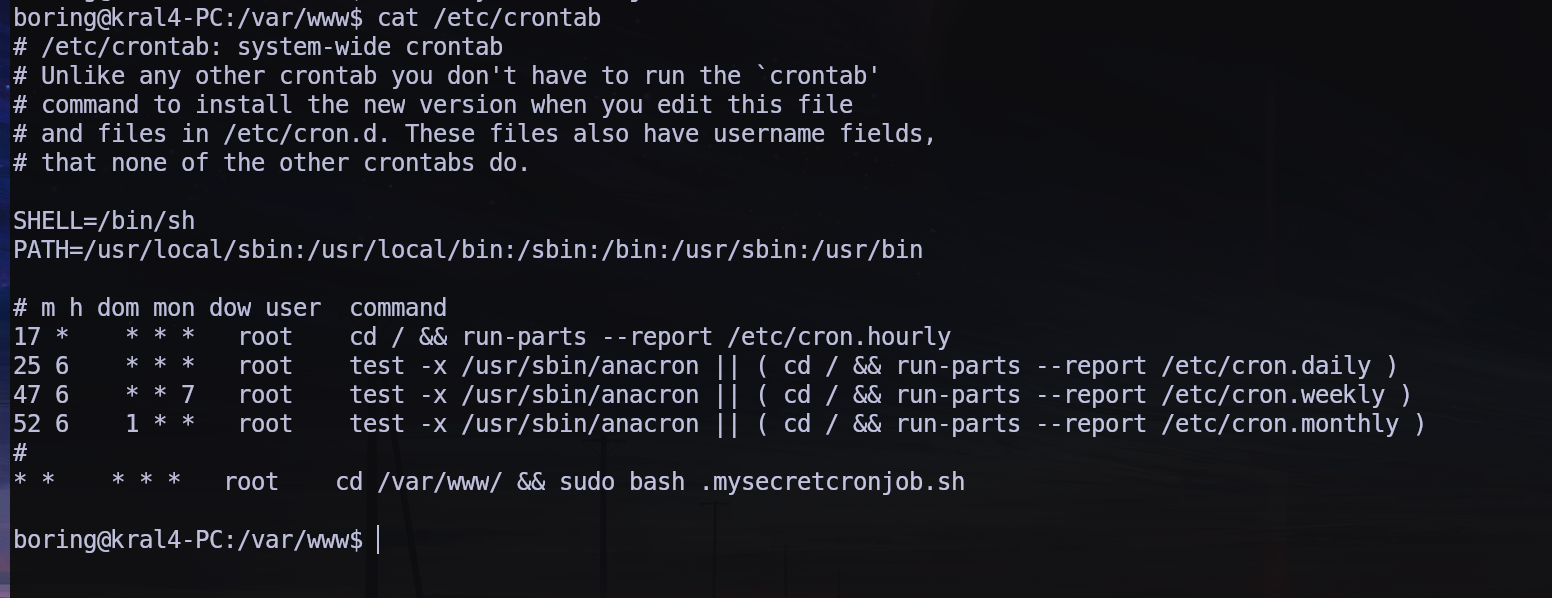 boring@kral4-PC:/var/www$ cat /etc/crontab
# /etc/crontab: system-wide crontab
# Unlike any other crontab you don't have to run the `crontab'
# command to install the new version when you edit this file
# and files in /etc/cron.d. These files also have username fields,
# that none of the other crontabs do.

SHELL=/bin/sh
PATH=/usr/local/sbin:/usr/local/bin:/sbin:/bin:/usr/sbin:/usr/bin

# m h dom mon dow user  command
17 *    * * *   root    cd / && run-parts --report /etc/cron.hourly
25 6    * * *   root    test -x /usr/sbin/anacron || ( cd / && run-parts --report /etc/cron.daily )
47 6    * * 7   root    test -x /usr/sbin/anacron || ( cd / && run-parts --report /etc/cron.weekly )
52 6    1 * *   root    test -x /usr/sbin/anacron || ( cd / && run-parts --report /etc/cron.monthly )
#
* *    * * *   root    cd /var/www/ && sudo bash .mysecretcronjob.sh

boring@kral4-PC:/var/www$